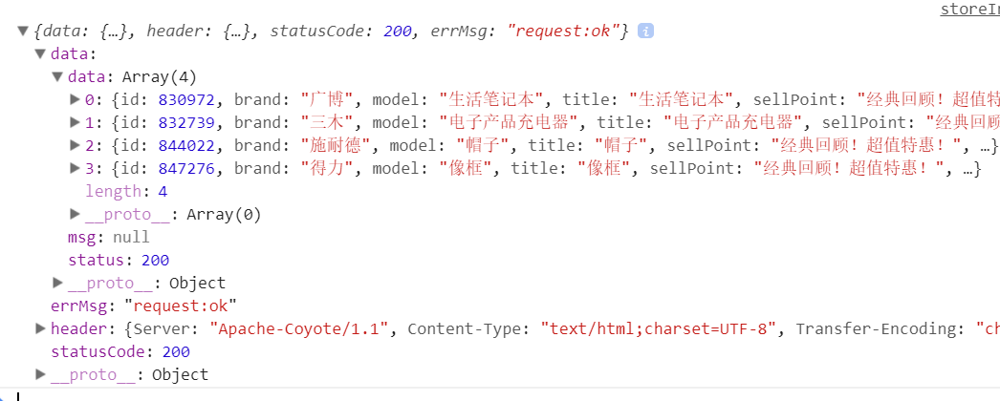 storeIn
▼{data: {…}, header: {…}, statusCode: 200, errMsg: "request:ok"} i
▼data:
▼data: Array(4)
▶0: {id: 830972, brand: "广博", model: "生活笔记本", title: "生活笔记本", sellPoint: "经典回顾！超值特
▶1: {id: 832739, brand: "三木", model: "电子产品充电器", title: "电子产品充电器", sellPoint: "经典回
▶2: {id: 844022, brand: "施耐德", model: "帽子", title: "帽子", sellPoint: "经典回顾！超值特惠！", …}
▶3: {id: 847276, brand: "得力", model: "像框", title: "像框", sellPoint: "经典回顾！超值特惠！", …}
length: 4
▶__proto__: Array(0)
msg: null
status: 200
▶__proto__: Object
errMsg: "request:ok"
▶header: {Server: "Apache-Coyote/1.1", Content-Type: "text/html;charset=UTF-8", Transfer-Encoding: "ch
statusCode: 200
▶__proto__: Object